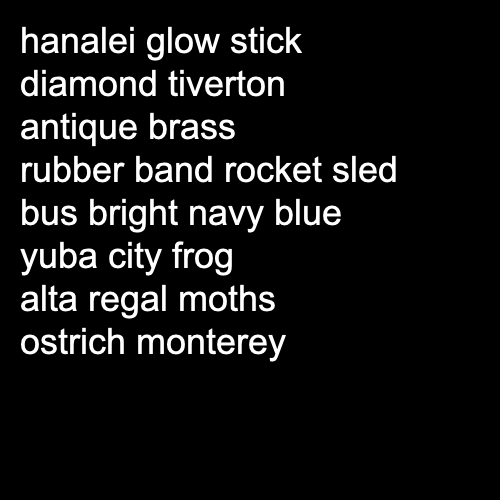 hanalei glow stick
diamond tiverton
antique brass
rubber band rocket sled
bus bright navy blue
yuba city frog
alta regal moths
ostrich monterey